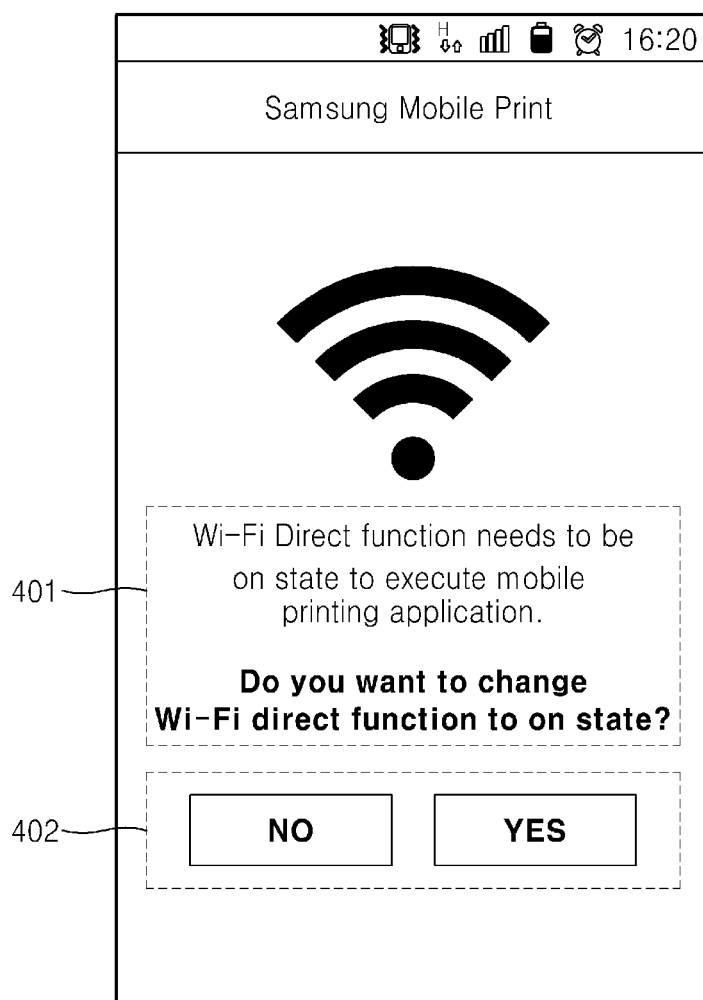 H
16:20
Samsung Mobile Print
Wi-Fi Direct function needs to be
on state to execute mobile
printing application.
401
Do you want to change
Wi-Fi direct function to on state?
402
NO
YES